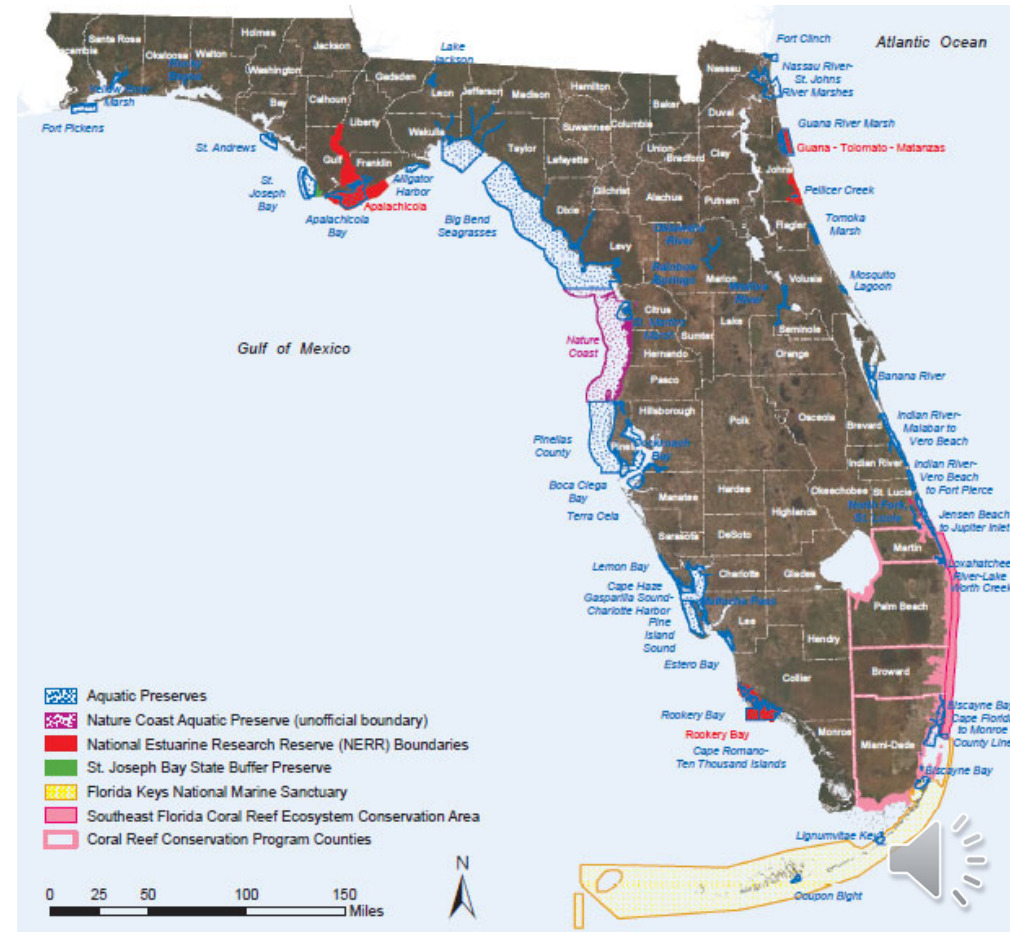 Atlantic Ocean
Gulf of Mexico
Fort Clinch
Nassau River-
St. Johns
River Marshes
Guana River Marsh
Guana - Tolomato - Matanzas
Pellicer Creek
Tomoka
Marsh
Mosquito
Lagoon
Banana River
Indian River-
Malabar to
Vero Beach
Indian River-
Vero Beach
to Fort Pierce
Jensen Beach
to Jupiter Inlet
Loxahatchee
River-Lake
Worth Creek
Biscayne Bay
Cape Florida
to Monroe
County Line
Biscayne Bay
Lignumvitae Key
Coupon Bight
Lake
Jackson
Marsh
Fort Pickens
St. Andrews
St.
Joseph
Bay
Apalachicola
Bay
Apalachicola
Alligator
Harbor
Big Bend
Seagrasses
Nature
Coast
Pinellas
County
Boca Ciega
Bay
Terra Ceia
Lemon Bay
Cape Haze
Gasparilla Sound-
Charlotte Harbor
Pine
Island
Sound
Estero Bay
Rookery Bay
Rookery Bay
Cape Romano-
Ten Thousand Islands
Santa Rosa
Okaloosa
Walton
Holmes
Jackson
Washington
Bay
Calhoun
Liberty
Gulf
Franklin
Gadsden
Leon
Jefferson
Madison
Wakulla
Taylor
Hamilton
Suwannee
Columbia
Lafayette
Dixie
Gilchrist
Baker
Nassau
Duval
Union
Bradford
Clay
Alachua
Putnam
Flagler
Levy
Marion
Volusia
Citrus
Sumter
Lake
Seminole
Hernando
Orange
Pasco
Hillsborough
Polk
Osceola
Brevard
Indian River
Manatee
Hardee
Highlands
Okeechobee
St. Lucie
Sarasota
DeSoto
Martin
Charlotte
Glades
Palm Beach
Lee
Hendry
Collier
Broward
Monroe
Miami-Dade
Aquatic Preserves
Nature Coast Aquatic Preserve (unofficial boundary)
National Estuarine Research Reserve (NERR) Boundaries
St. Joseph Bay State Buffer Preserve
Florida Keys National Marine Sanctuary
Southeast Florida Coral Reef Ecosystem Conservation Area
Coral Reef Conservation Program Counties
0 25 50 100 150
Miles
N